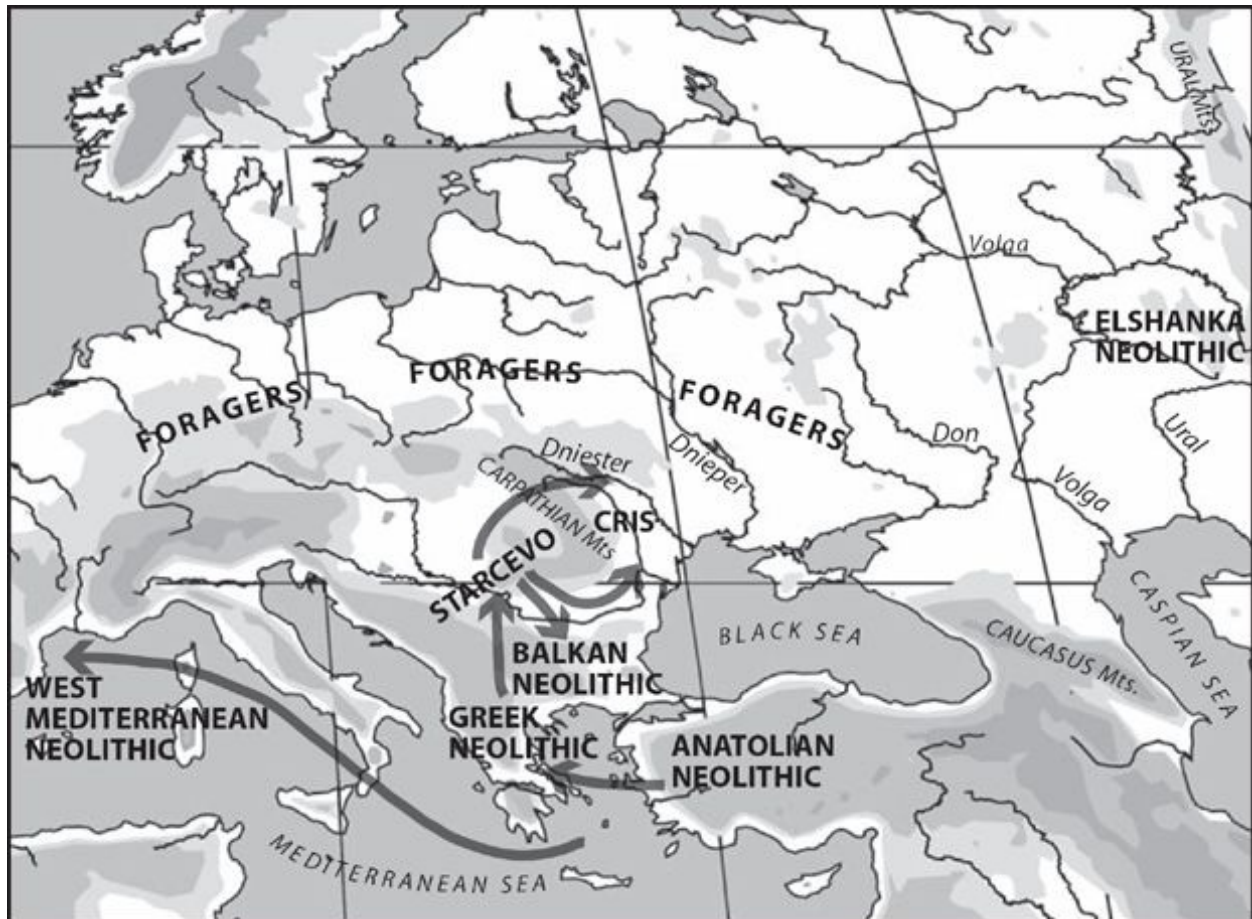 URAL Mts.
Volga
ELSHANKA
NEOLITHIC
FORAGERS
FORAGERS
FORAGERS
Don
Ural
Volga
Dniester
Dnieper
CARPATHIAN Mts.
CRIS
STARCEVO
BLACK SEA
CASPIAN SEA
CAUCASUS Mts.
BALKAN
NEOLITHIC
WEST
MEDITERRANEAN
NEOLITHIC
GREEK
NEOLITHIC
ANATOLIAN
NEOLITHIC
MEDITERRANEAN SEA